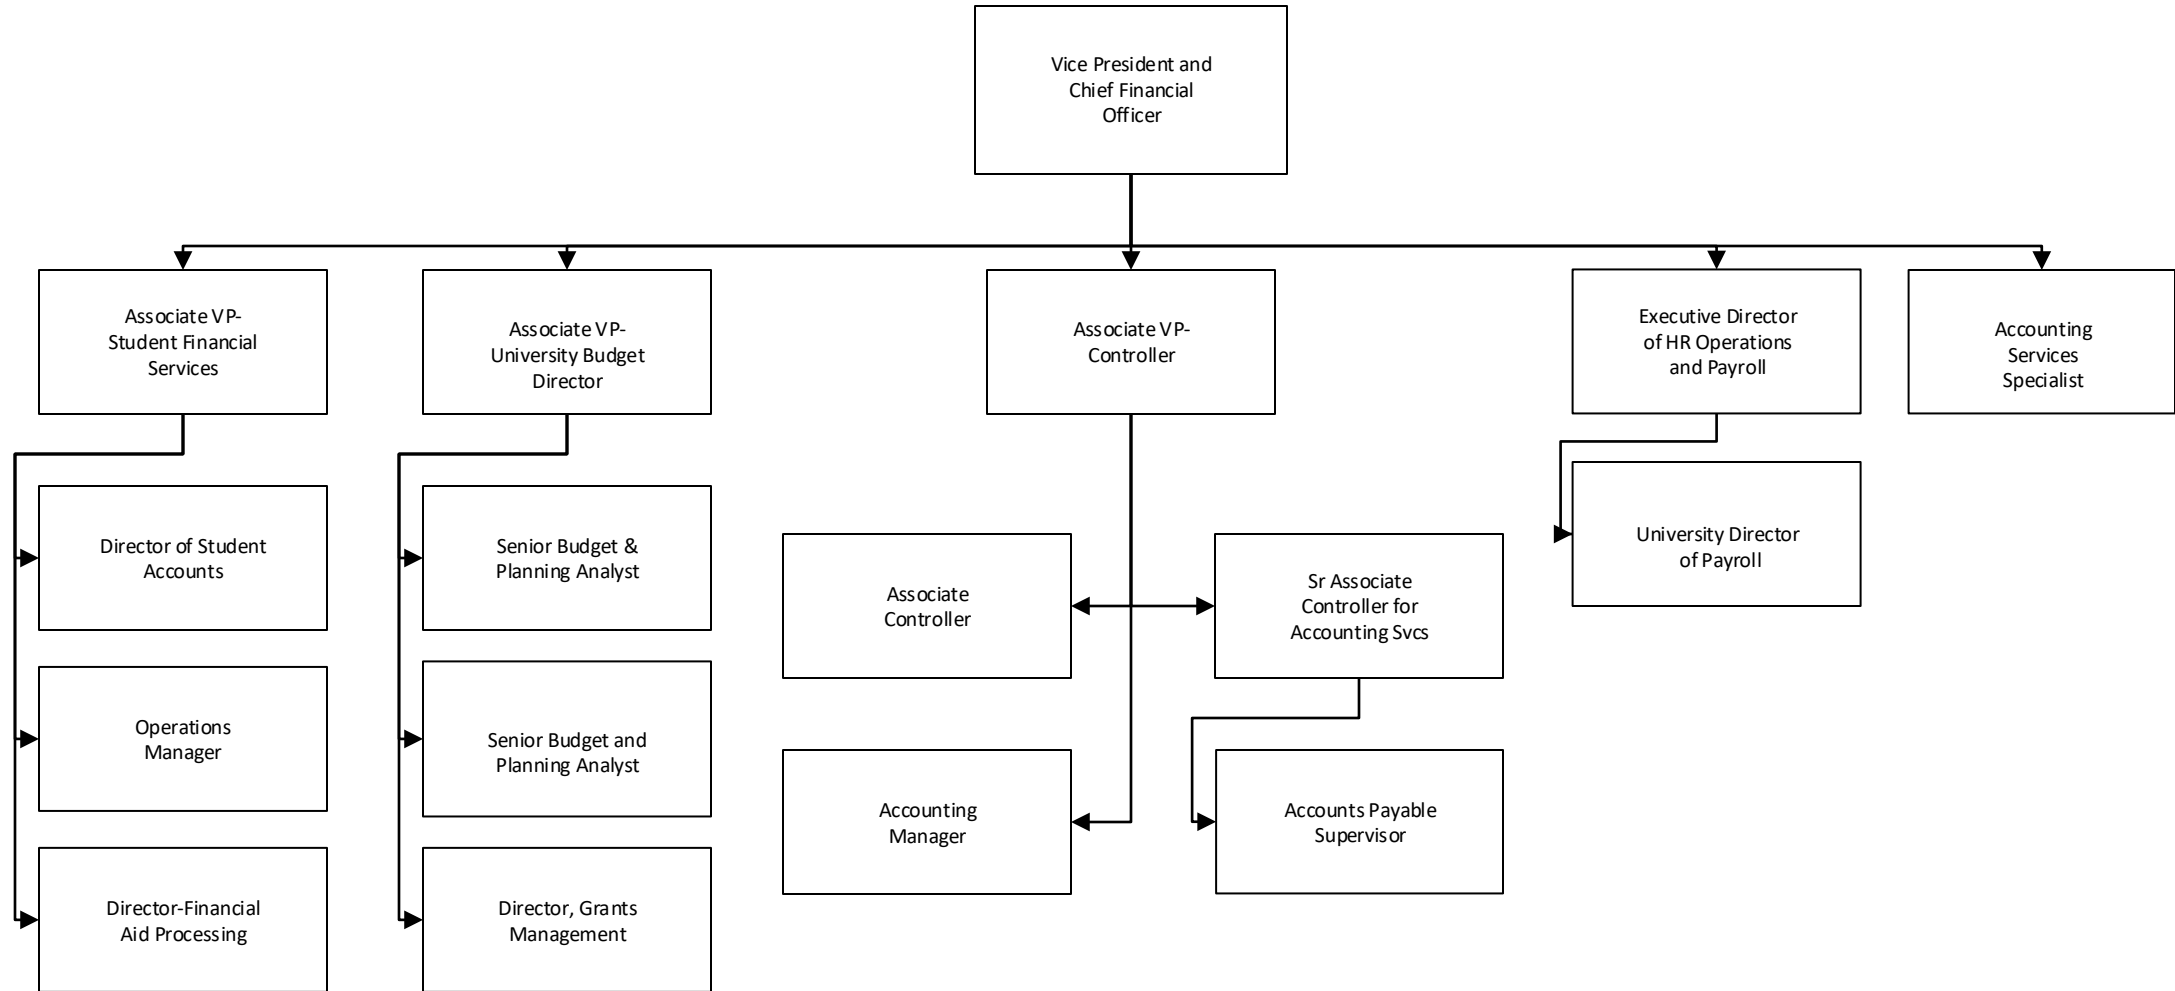 Vice President and
Chief Financial
Officer
Associate VP-
Student Financial
Services
Associate VP-
University Budget
Director
Associate VP-
Controller
Executive Director
of HR Operations
and Payroll
Accounting
Services
Specialist
Director of Student
Accounts
Senior Budget &
Planning Analyst
Associate
Controller
Sr Associate
Controller for
Accounting Svcs
University Director
of Payroll
Operations
Manager
Senior Budget and
Planning Analyst
Accounting
Manager
Accounts Payable
Supervisor
Director-Financial
Aid Processing
Director, Grants
Management